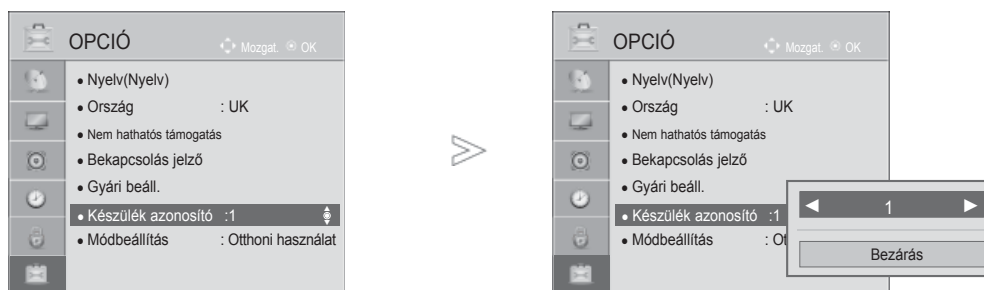 OPCIÓ
Mozgat. OK
• Nyelv(Nyelv)
• Ország : UK
• Nem hathatós támogatás
• Bekapcsolás jelző
• Gyári beáll.
• Készülék azonosító :1
• Módbeállítás : Otthoni használat
OPCIÓ
Mozgat. OK
• Nyelv(Nyelv)
• Ország : UK
• Nem hathatós támogatás
• Bekapcsolás jelző
• Gyári beáll.
• Készülék azonosító :1
• Módbeállítás : Ot
◀ 1 ▶
Bezárás